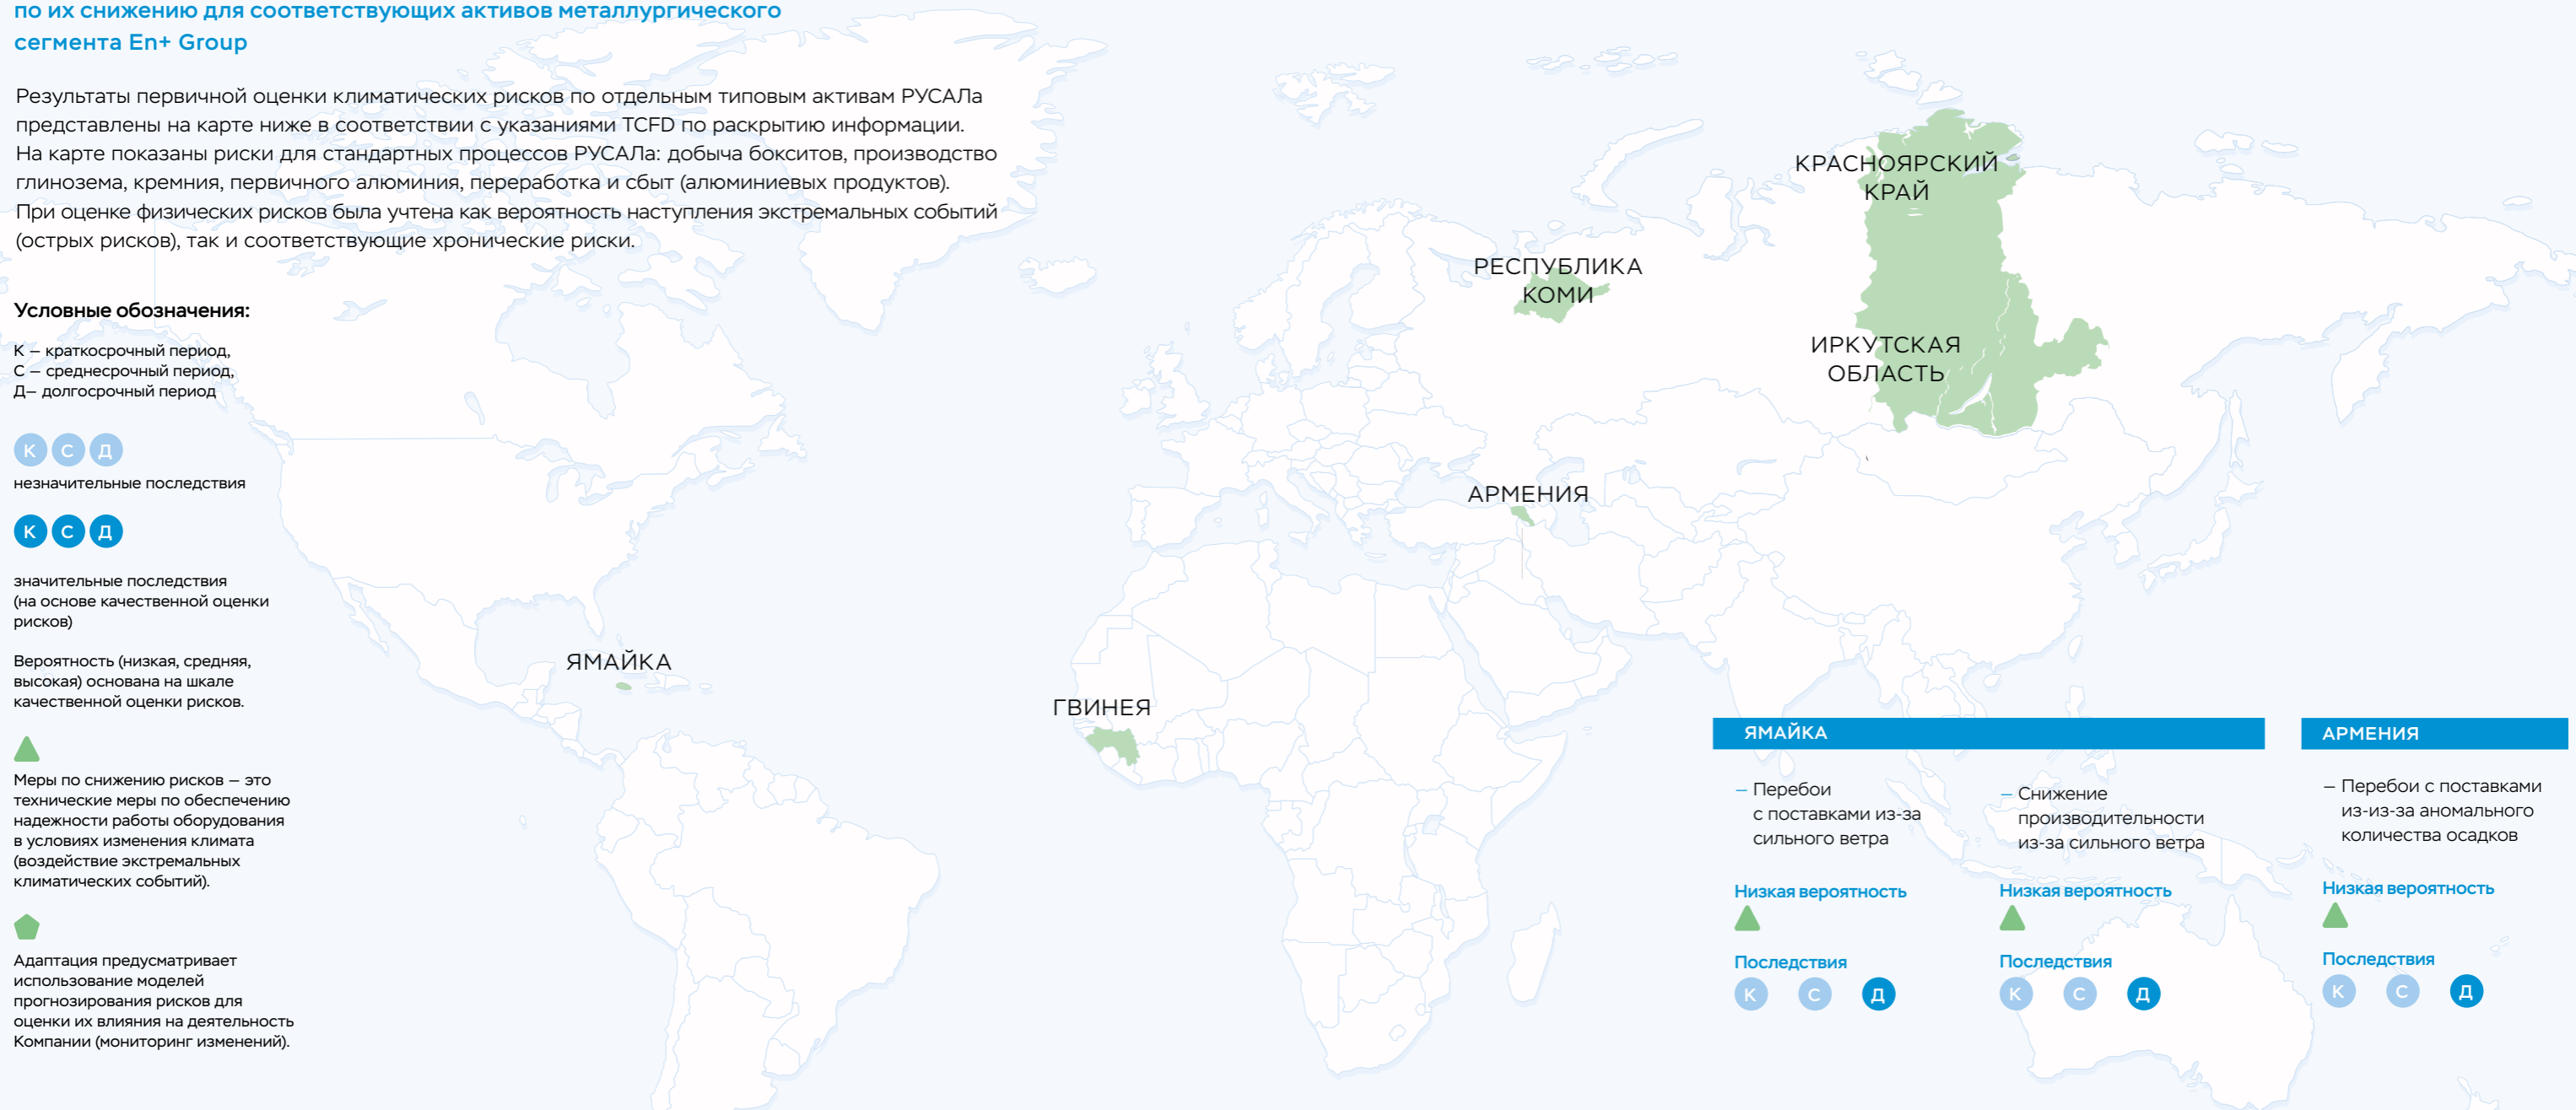 по их снижению для соответствующих активов металлургического
сегмента En+ Group
Результаты первичной оценки климатических рисков по отдельным типовым активам РУСАЛа
представлены на карте ниже в соответствии с указаниями TCFD по раскрытию информации.
На карте показаны риски для стандартных процессов РУСАЛа: добыча бокситов, производство
глинозема, кремния, первичного алюминия, переработка и сбыт (алюминиевых продуктов).
При оценке физических рисков была учтена как вероятность наступления экстремальных событий
(острых рисков), так и соответствующие хронические риски.
Условные обозначения:
К – краткосрочный период,
С – среднесрочный период,
Д– долгосрочный период
К С Д
незначительные последствия
К С Д
значительные последствия
(на основе качественной оценки
рисков)
Вероятность (низкая, средняя,
высокая) основана на шкале
качественной оценки рисков.
Меры по снижению рисков – это
технические меры по обеспечению
надежности работы оборудования
в условиях изменения климата
(воздействие экстремальных
климатических событий).
Адаптация предусматривает
использование моделей
прогнозирования рисков для
оценки их влияния на деятельность
Компании (мониторинг изменений).
КРАСНОЯРСКИЙ
КРАЙ
РЕСПУБЛИКА
КОМИ
ИРКУТСКАЯ
ОБЛАСТЬ
АРМЕНИЯ
ЯМАЙКА
ГВИНЕЯ
ЯМАЙКА
– Перебои
с поставками из-за
сильного ветра
Низкая вероятность
Последствия
К С Д
– Снижение
производительности
из-за сильного ветра
Низкая вероятность
Последствия
К С Д
АРМЕНИЯ
– Перебои с поставками
из-из-за аномального
количества осадков
Низкая вероятность
Последствия
К С Д